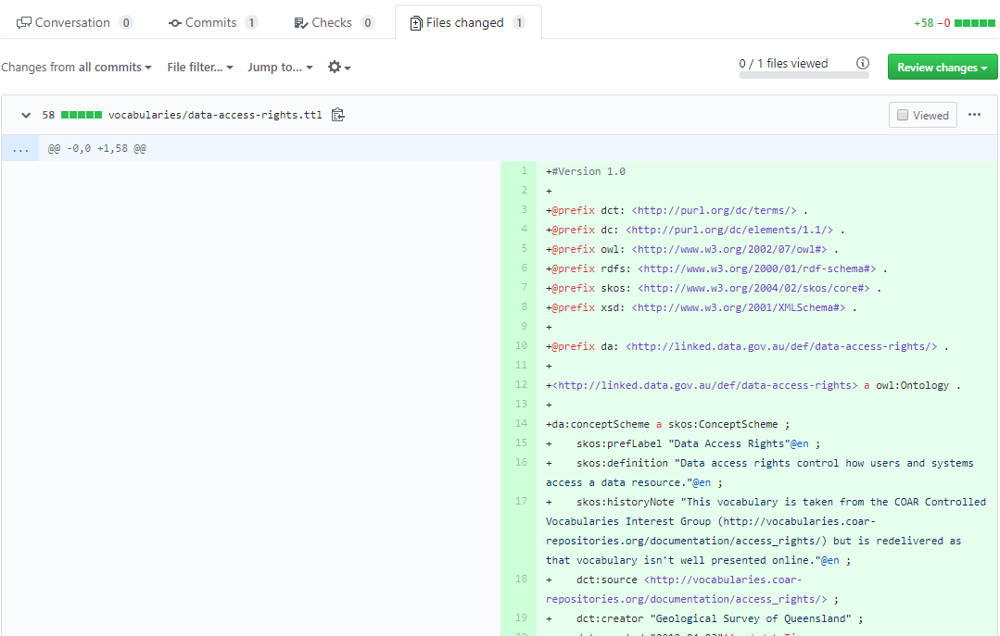 Conversation 0 Commits 1 Checks 0 Files changed 1 +58 −0
Changes from all commits File filter... Jump to... 0 / 1 files viewed Review changes
58 vocabularies/data-access-rights.ttl Viewed
... @@ -0,0 +1,58 @@
1 +#Version 1.0
2 +
3 +@prefix dct: <http://purl.org/dc/terms/> .
4 +@prefix dc: <http://purl.org/dc/elements/1.1/> .
5 +@prefix owl: <http://www.w3.org/2002/07/owl#> .
6 +@prefix rdfs: <http://www.w3.org/2000/01/rdf-schema#> .
7 +@prefix skos: <http://www.w3.org/2004/02/skos/core#> .
8 +@prefix xsd: <http://www.w3.org/2001/XMLSchema#> .
9 +
10 +@prefix da: <http://linked.data.gov.au/def/data-access-rights/> .
11 +
12 +<http://linked.data.gov.au/def/data-access-rights> a owl:Ontology .
13 +
14 +da:conceptScheme a skos:ConceptScheme ;
15 + skos:prefLabel "Data Access Rights"@en ;
16 + skos:definition "Data access rights control how users and systems
access a data resource."@en ;
17 + skos:historyNote "This vocabulary is taken from the COAR Controlled
Vocabularies Interest Group (http://vocabularies.coar-
repositories.org/documentation/access_rights/) but is redelivered as
that vocabulary isn't well presented online."@en ;
18 + dct:source <http://vocabularies.coar-
repositories.org/documentation/access_rights/> ;
19 + dct:creator "Geological Survey of Queensland" ;